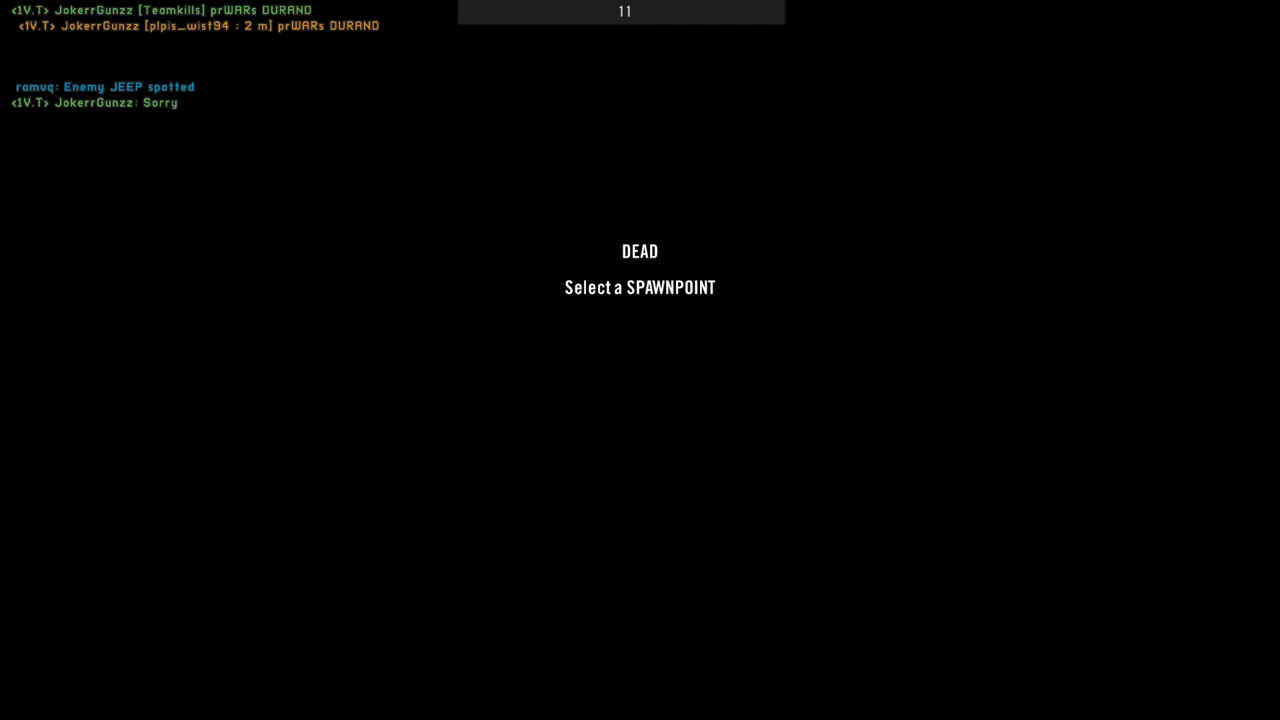 <1V.T> JokerrGunzz [Teamkills] prWARs DURAND
<1V.T> JokerrGunzz [plpis_wist94 : 2 m] prWARs DURAND
11
ramvq: Enemy JEEP spotted
<1V.T> JokerrGunzz: Sorry
DEAD
Select a SPAWNPOINT